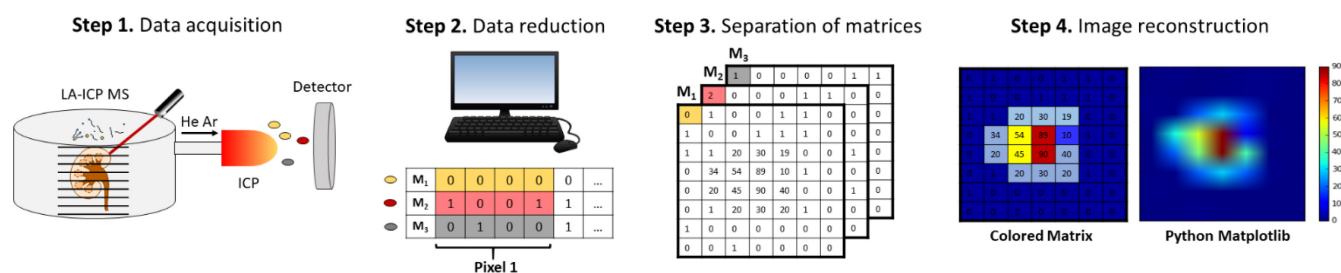 Step 1. Data acquisition
LA-ICP MS
He Ar
ICP
Detector
Step 2. Data reduction
M1 0 0 0 0 0 ...
M2 1 0 0 1 1 ...
M3 0 1 0 0 1 ...
Pixel 1
Step 3. Separation of matrices
M3
1 0 0 0 0 1 1
M2
2 0 0 0 1 1 0 0
M1
0 1 0 0 1 1 0 0 0
1 0 0 1 1 1 0 0 0
1 1 20 30 19 0 0 1 0
0 34 54 89 10 1 0 0 0
0 20 45 90 40 0 0 1 0
0 1 20 30 20 1 0 0 0
1 0 0 0 0 0 0 0
0 0 1 0 0 0 0
Step 4. Image reconstruction
20 30 19
34 54 89 10
20 45 90 40
20 30 20
Colored Matrix
Python Matplotlib
90
80
70
60
50
40
30
20
10
0